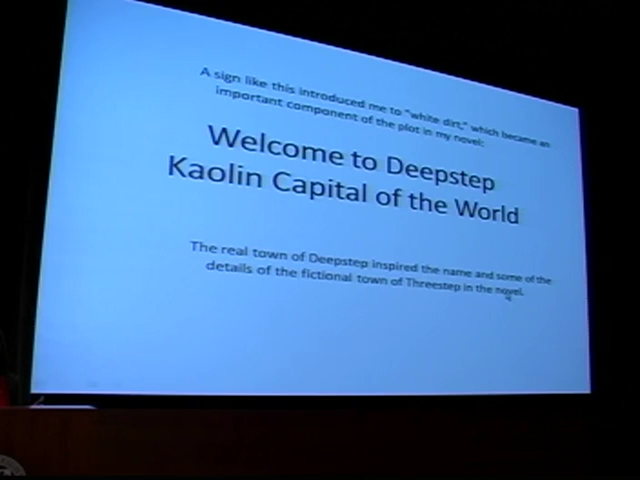 A sign like this introduced me to "white dirt," which became an
important component of the plot in my novel:
Welcome to Deepstep
Kaolin Capital of the World
The real town of Deepstep inspired the name and some of the
details of the fictional town of Threestep in the novel.